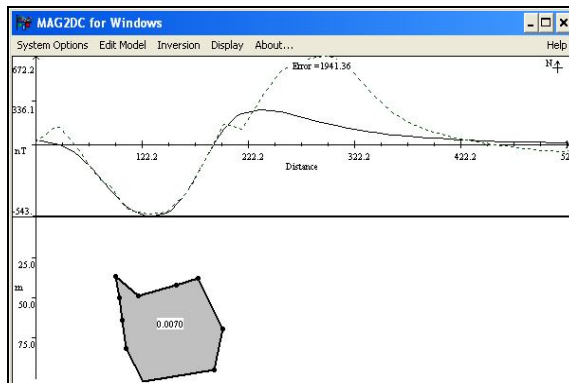 MAG2DC for Windows
System Options Edit Model Inversion Display About... Help
672.2
Error =1941.36
N
336.1
nT
122.2 222.2 322.2 422.2 52
Distance
-543.
25.0
m
50.0
0.0070
75.0